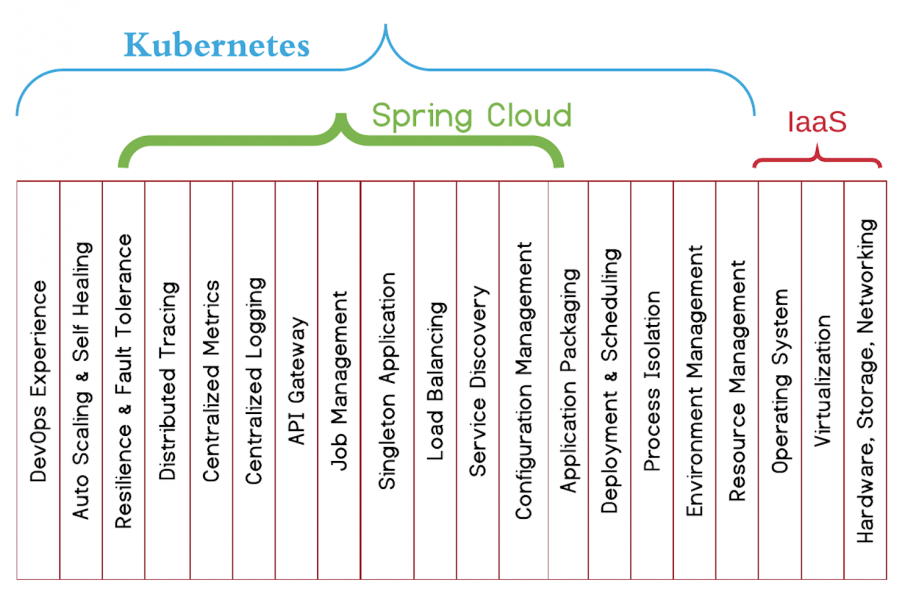 Kubernetes
Spring Cloud
IaaS
DevOps Experience
Auto Scaling & Self Healing
Resilience & Fault Tolerance
Distributed Tracing
Centralized Metrics
Centralized Logging
API Gateway
Job Management
Singleton Application
Load Balancing
Service Discovery
Configuration Management
Application Packaging
Deployment & Scheduling
Process Isolation
Environment Management
Resource Management
Operating System
Virtualization
Hardware, Storage, Networking